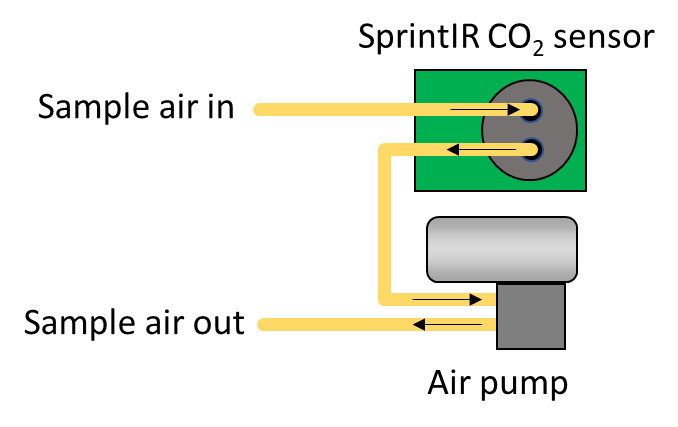 SprintIR CO₂ sensor
Sample air in
Sample air out
Air pump